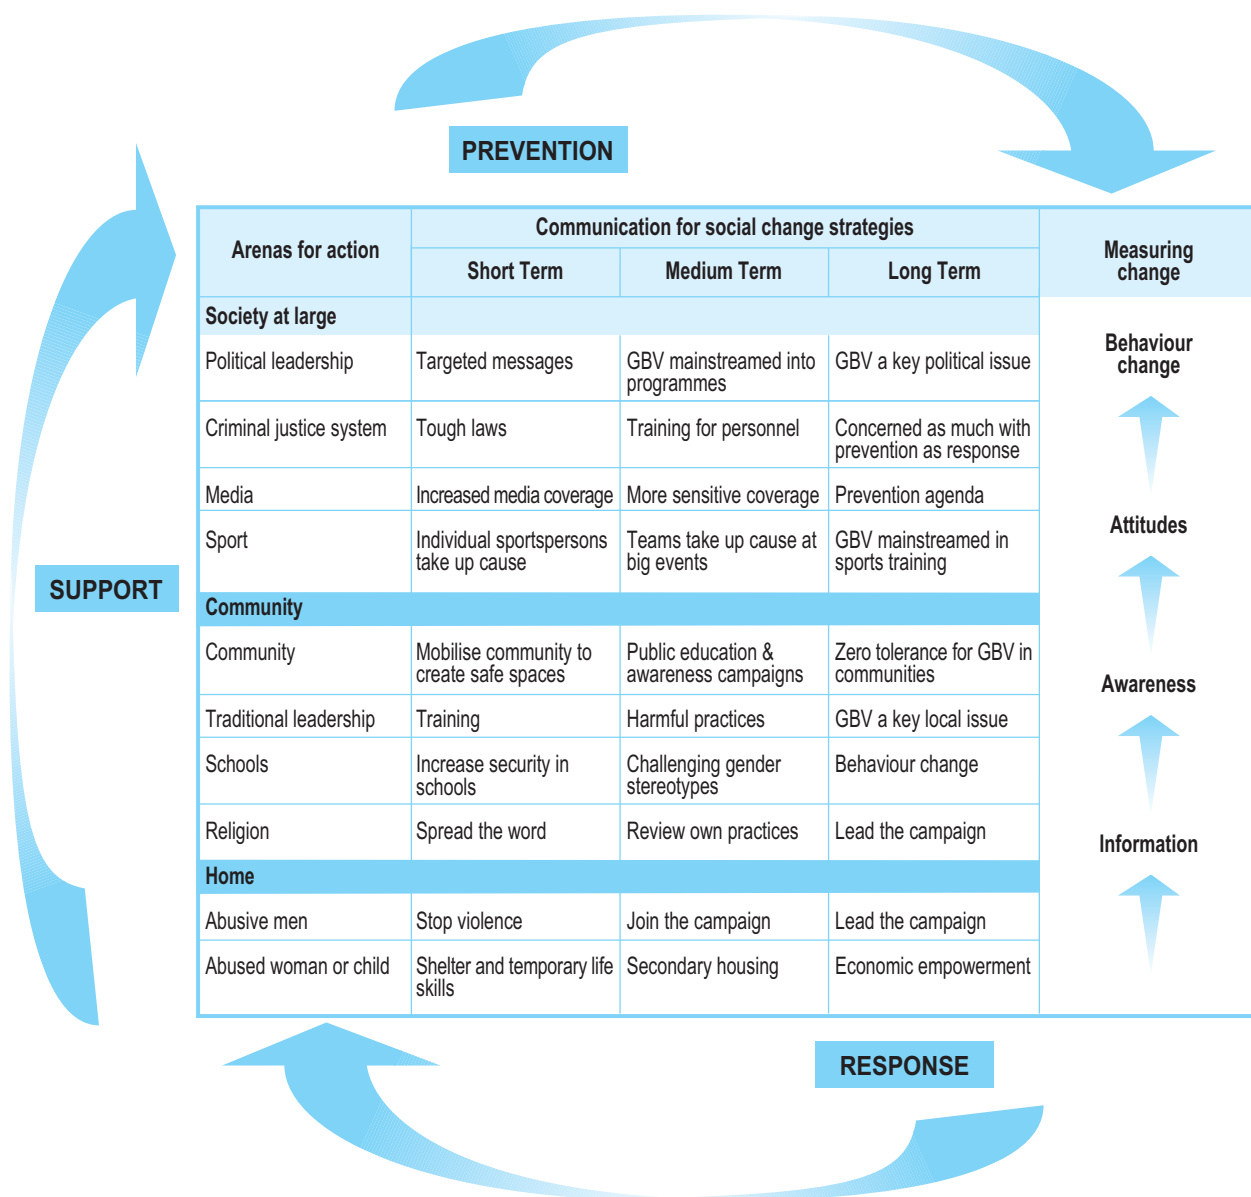 PREVENTION
Arenas for action
Communication for social change strategies
Short Term
Medium Term
Long Term
Measuring
change
Society at large
Political leadership
Targeted messages
GBV mainstreamed into
programmes
GBV a key political issue
Criminal justice system
Tough laws
Training for personnel
Concerned as much with
prevention as response
Media
Increased media coverage
More sensitive coverage
Prevention agenda
Sport
Individual sportspersons
take up cause
Teams take up cause at
big events
GBV mainstreamed in
sports training
Community
Community
Mobilise community to
create safe spaces
Public education &
awareness campaigns
Zero tolerance for GBV in
communities
Traditional leadership
Training
Harmful practices
GBV a key local issue
Schools
Increase security in
schools
Challenging gender
stereotypes
Behaviour change
Religion
Spread the word
Review own practices
Lead the campaign
Home
Abusive men
Stop violence
Join the campaign
Lead the campaign
Abused woman or child
Shelter and temporary life
skills
Secondary housing
Economic empowerment
Behaviour
change
Attitudes
Awareness
Information
SUPPORT
RESPONSE